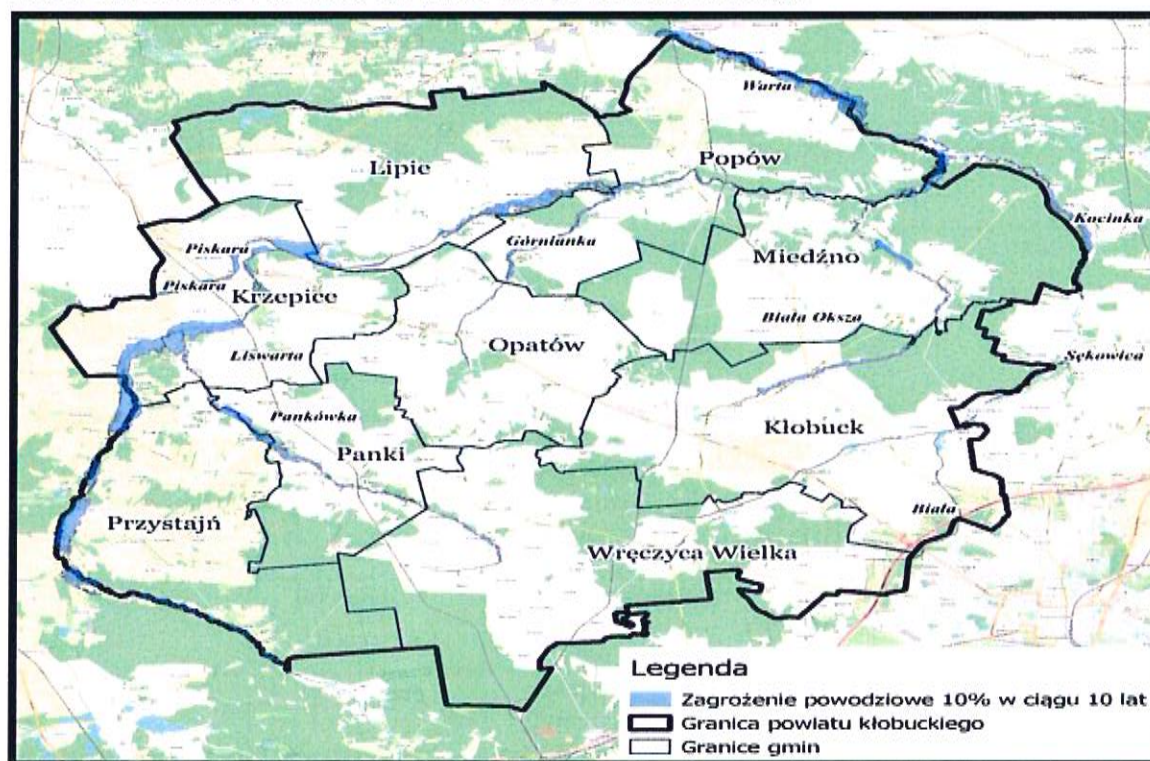 Warta
Lipie
Popów
Kocinka
Piskara
Górnianka
Miedźno
Piskara
Krzepice
Biała Oksza
Opatów
Liswarta
Sękowica
Pankówka
Kłobuck
Panki
Przystajń
Biała
Wręczyca Wielka
Legenda
Zagrożenie powodziowe 10% w ciągu 10 lat
Granica powiatu kłobuckiego
Granice gmin